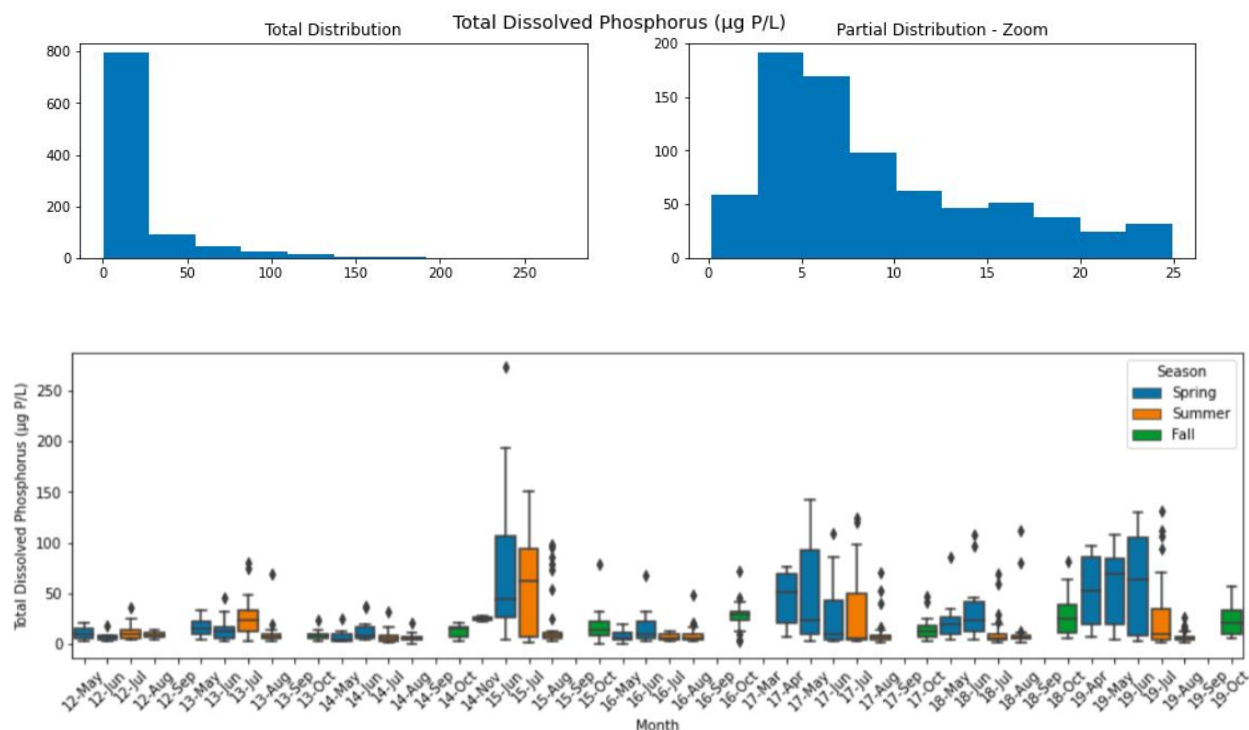 Total Dissolved Phosphorus (µg P/L)
Total Distribution
Partial Distribution - Zoom
800
600
400
200
0
0 50 100 150 200 250
200
150
100
50
0
0 5 10 15 20 25
Total Dissolved Phosphorus (µg P/L)
250
200
150
100
50
0
Season
Spring
Summer
Fall
12-May
12-Jun
12-Jul
12-Aug
12-Sep
13-May
13-Jun
13-Jul
13-Aug
13-Sep
13-Oct
14-May
14-Jun
14-Jul
14-Aug
14-Sep
14-Oct
14-Nov
15-Jun
15-Jul
15-Aug
15-Sep
15-Oct
16-May
16-Jun
16-Jul
16-Aug
16-Sep
16-Oct
17-Mar
17-Apr
17-May
17-Jun
17-Jul
17-Aug
17-Sep
17-Oct
18-May
18-Jun
18-Jul
18-Aug
18-Sep
18-Oct
19-Apr
19-May
19-Jun
19-Jul
19-Aug
19-Sep
19-Oct
Month